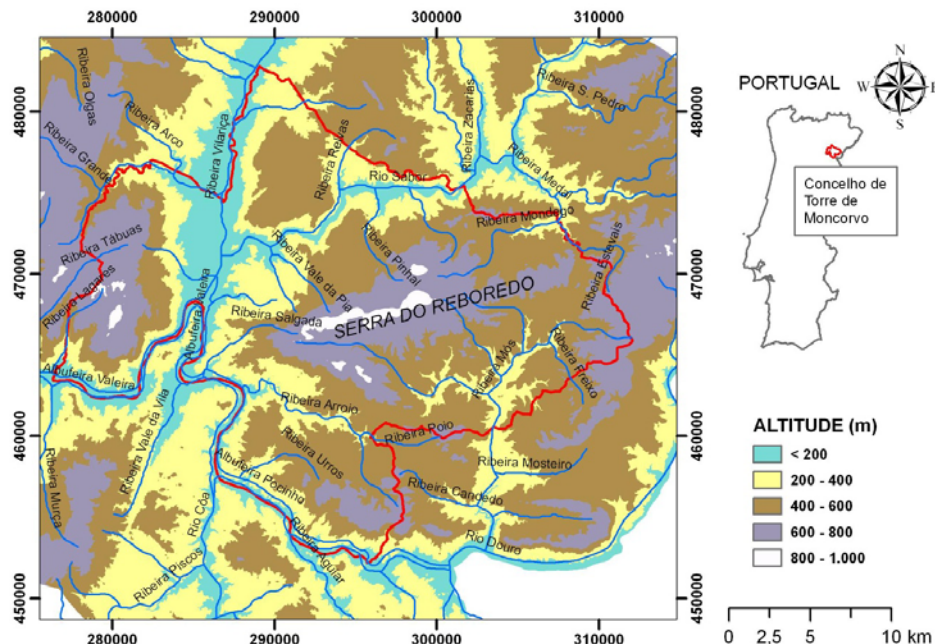 280000 290000 300000 310000
480000
470000
460000
450000
480000
470000
460000
450000
280000 290000 300000 310000
Ribeira Olgas
Ribeira Arco
Ribeira Grande
Ribeira Vilariça
Ribeira Relvas
Ribeira Zacarias
Ribeira S. Pedro
Rio Sabor
Ribeira Medal
Ribeira Mondego
Ribeira Tábuas
Ribeira Lagares
Ribeira Vale da Pia
Ribeira Pinhal
Ribeira Estevais
Albufeira Valeira
Ribeira Salgada
SERRA DO REBOREDO
Albufeira Valeira
Ribeira Mós
Ribeira Freixo
Ribeira Vale da Vila
Ribeira Arroio
Ribeira Poio
Ribeira Murça
Rio Côa
Albufeira Pocinho
Ribeira Urros
Ribeira Mosteiro
Ribeira Candedo
Ribeira Aguiar
Rio Douro
Ribeira Piscos
PORTUGAL
N
W E
S
Concelho de
Torre de
Moncorvo
ALTITUDE (m)
< 200
200 - 400
400 - 600
600 - 800
800 - 1.000
0 2,5 5 10 km